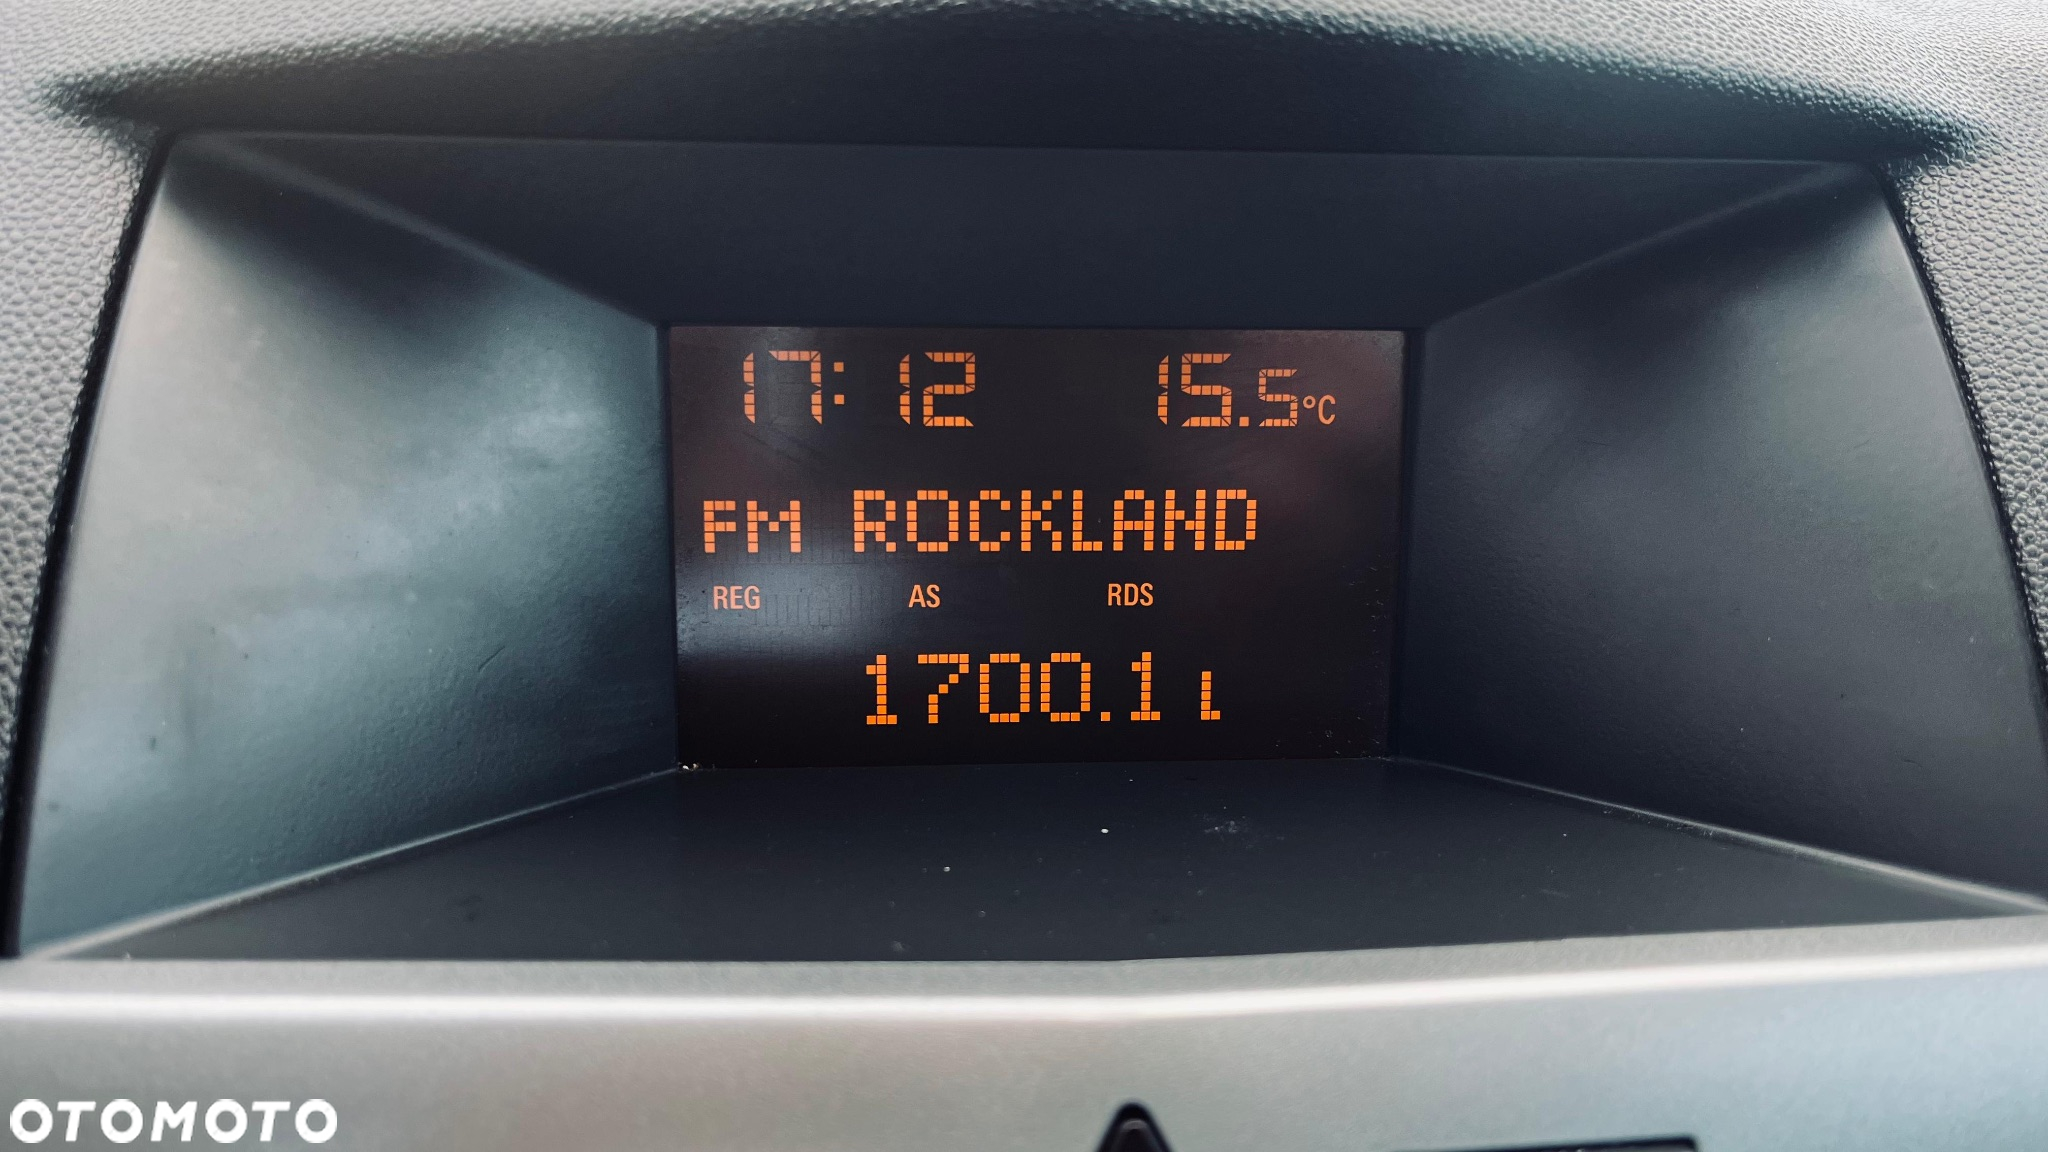 17:12 15.5°C
FM ROCKLAND
REG AS RDS
1700.1 l
OTOMOTO